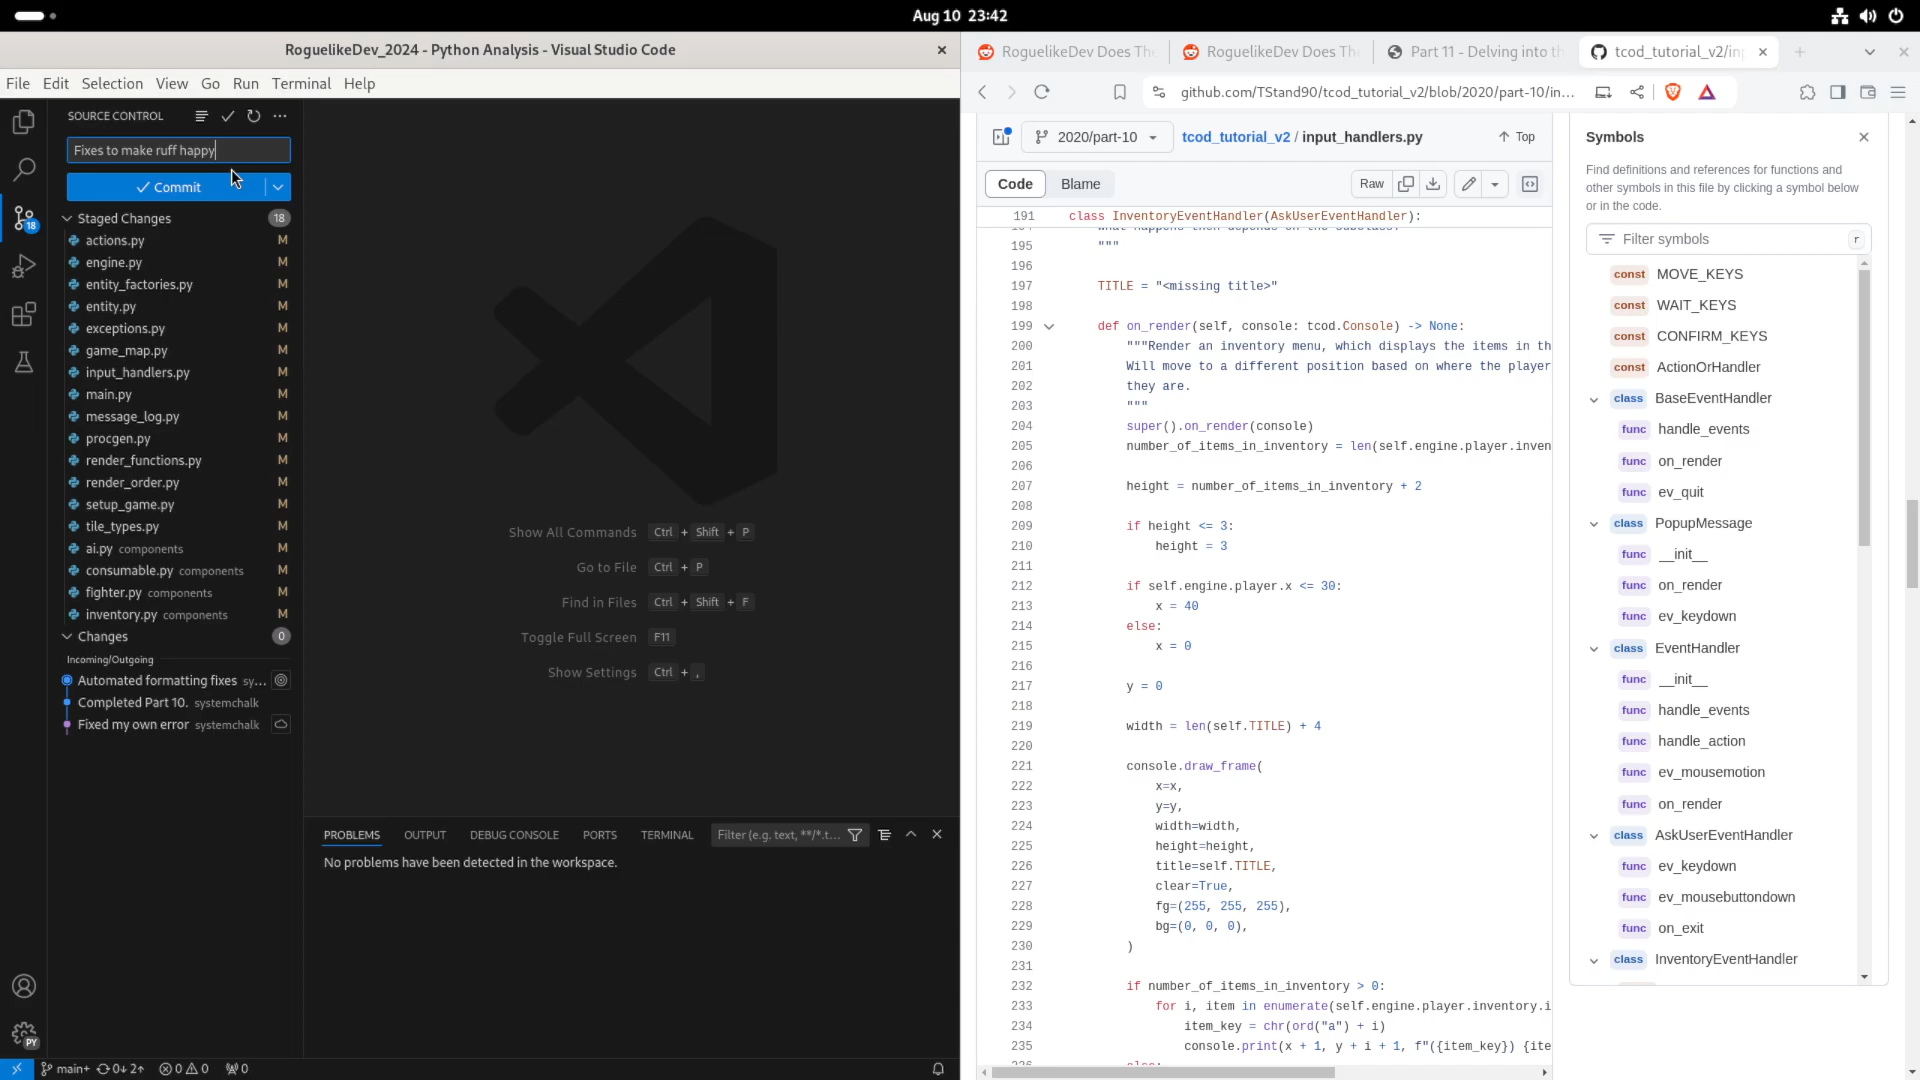 Aug 10 23:42
RoguelikeDev_2024 - Python Analysis - Visual Studio Code
File Edit Selection View Go Run Terminal Help
SOURCE CONTROL
Fixes to make ruff happy
Commit
Staged Changes 18
actions.py M
engine.py M
entity_factories.py M
entity.py M
exceptions.py M
game_map.py M
input_handlers.py M
main.py M
message_log.py M
procgen.py M
render_functions.py M
render_order.py M
setup_game.py M
tile_types.py M
ai.py components M
consumable.py components M
fighter.py components M
inventory.py components M
Changes 0
Incoming/Outgoing
Automated formatting fixes sy...
Completed Part 10. systemchalk
Fixed my own error systemchalk
18
PY
Show All Commands Ctrl + Shift + P
Go to File Ctrl + P
Find in Files Ctrl + Shift + F
Toggle Full Screen F11
Show Settings Ctrl + ,
PROBLEMS OUTPUT DEBUG CONSOLE PORTS TERMINAL Filter (e.g. text, **/*.t...
No problems have been detected in the workspace.
main+ 0↓ 2↑ 0 0 0
RoguelikeDev Does The RoguelikeDev Does The Part 11 - Delving into th tcod_tutorial_v2/in
github.com/TStand90/tcod_tutorial_v2/blob/2020/part-10/in...
2020/part-10 tcod_tutorial_v2 / input_handlers.py Top
Code Blame Raw
191 class InventoryEventHandler(AskUserEventHandler):
what happens then depends on the subclass.
195 """
196
197 TITLE = "<missing title>"
198
199 def on_render(self, console: tcod.Console) -> None:
200 """Render an inventory menu, which displays the items in th
201 Will move to a different position based on where the player
202 they are.
203 """
204 super().on_render(console)
205 number_of_items_in_inventory = len(self.engine.player.inven
206
207 height = number_of_items_in_inventory + 2
208
209 if height <= 3:
210 height = 3
211
212 if self.engine.player.x <= 30:
213 x = 40
214 else:
215 x = 0
216
217 y = 0
218
219 width = len(self.TITLE) + 4
220
221 console.draw_frame(
222 x=x,
223 y=y,
224 width=width,
225 height=height,
226 title=self.TITLE,
227 clear=True,
228 fg=(255, 255, 255),
229 bg=(0, 0, 0),
230 )
231
232 if number_of_items_in_inventory > 0:
233 for i, item in enumerate(self.engine.player.inventory.i
234 item_key = chr(ord("a") + i)
235 console.print(x + 1, y + i + 1, f"({item_key}) {ite
Symbols
Find definitions and references for functions and
other symbols in this file by clicking a symbol below
or in the code.
Filter symbols r
const MOVE_KEYS
const WAIT_KEYS
const CONFIRM_KEYS
const ActionOrHandler
class BaseEventHandler
func handle_events
func on_render
func ev_quit
class PopupMessage
func __init__
func on_render
func ev_keydown
class EventHandler
func __init__
func handle_events
func handle_action
func ev_mousemotion
func on_render
class AskUserEventHandler
func ev_keydown
func ev_mousebuttondown
func on_exit
class InventoryEventHandler